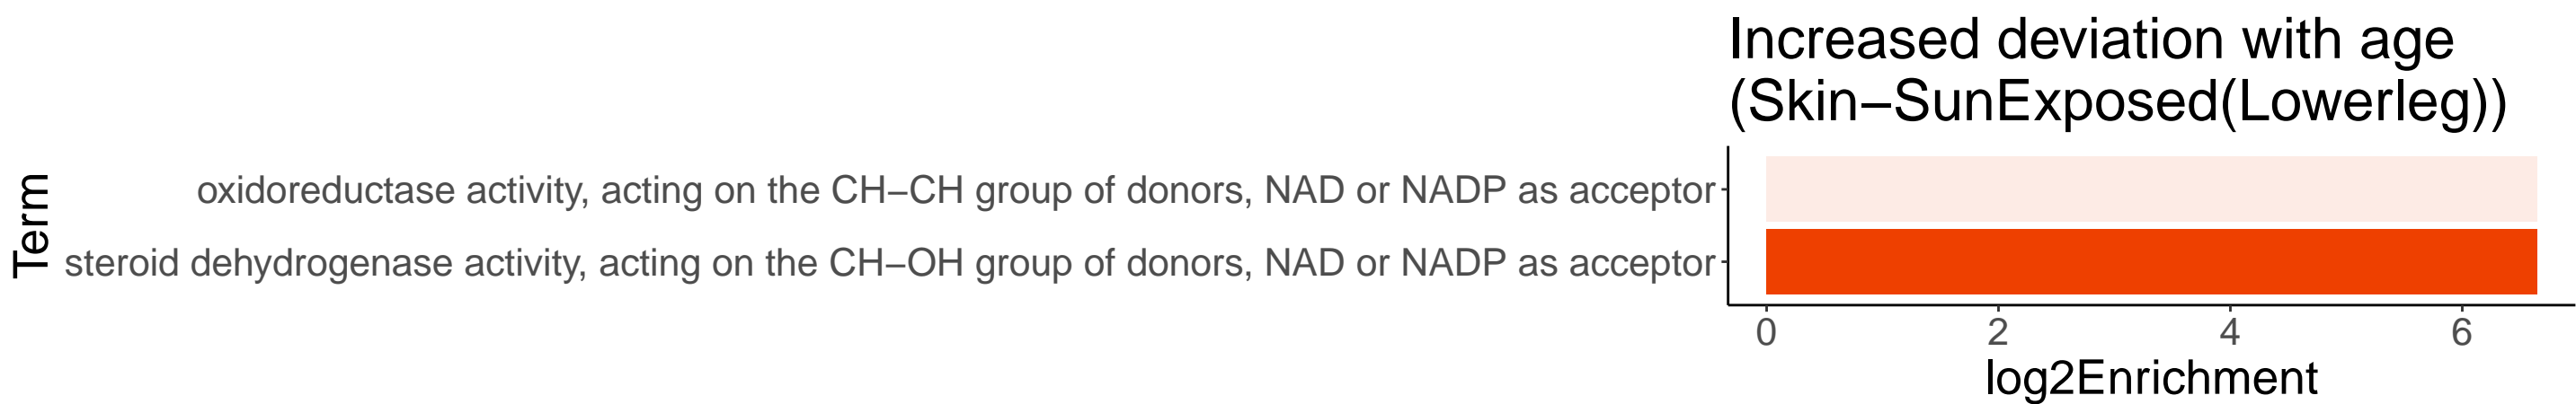 Increased deviation with age
(Skin−SunExposed(Lowerleg))
Term
oxidoreductase activity, acting on the CH−CH group of donors, NAD or NADP as acceptor
steroid dehydrogenase activity, acting on the CH−OH group of donors, NAD or NADP as acceptor
0 2 4 6
log2Enrichment